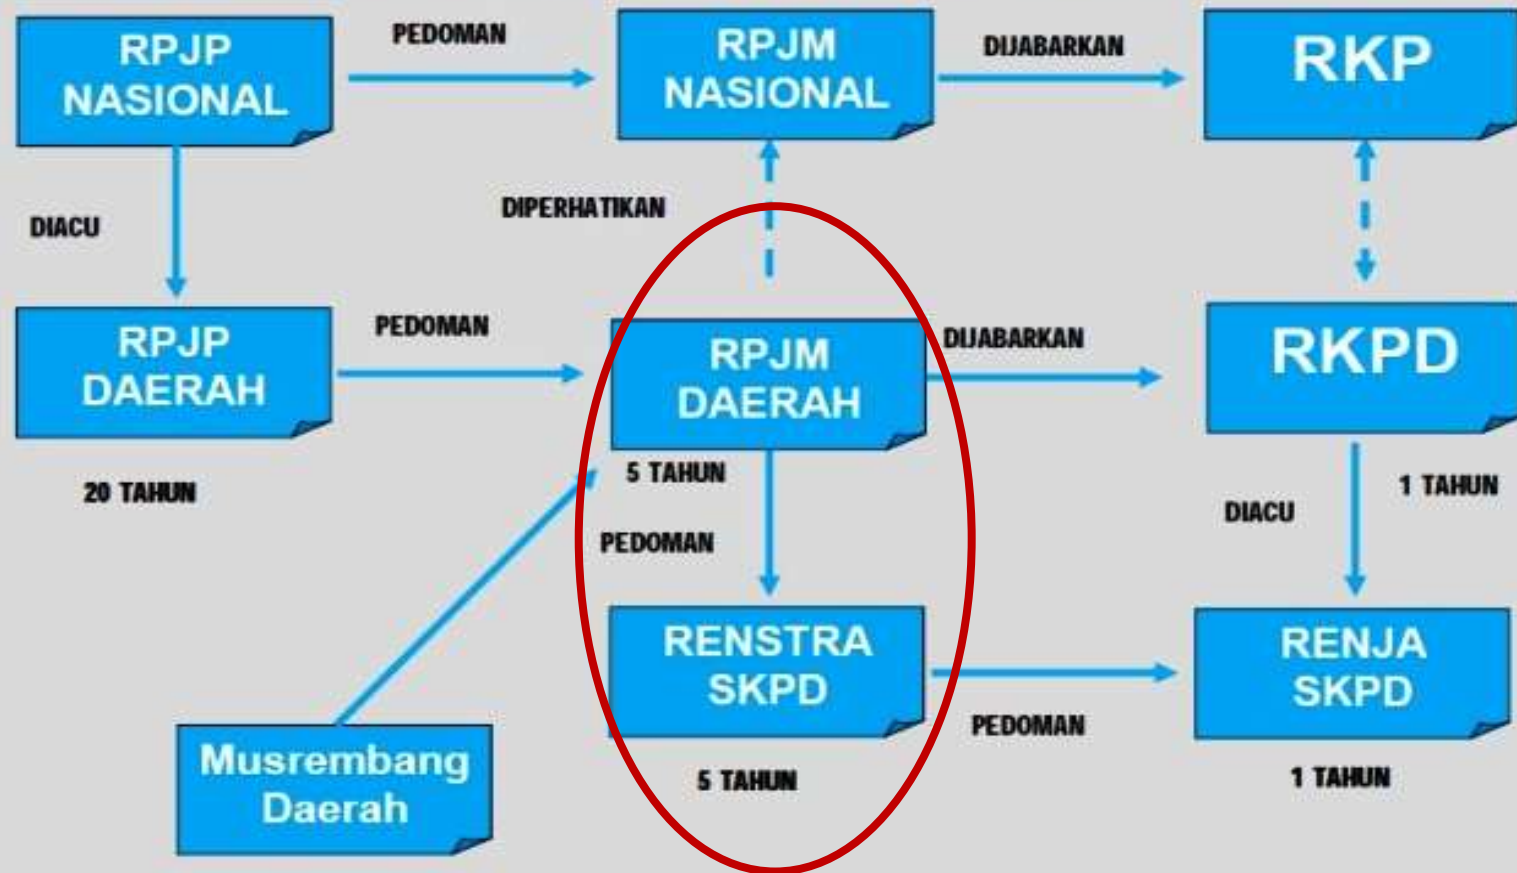 RPJP
NASIONAL
PEDOMAN
RPJM
NASIONAL
DIJABARKAN
RKP
DIACU
DIPERHATIKAN
RPJP
DAERAH
PEDOMAN
RPJM
DAERAH
DIJABARKAN
RKPD
20 TAHUN
5 TAHUN
1 TAHUN
PEDOMAN
DIACU
RENSTRA
SKPD
PEDOMAN
RENJA
SKPD
Musrembang
Daerah
5 TAHUN
1 TAHUN